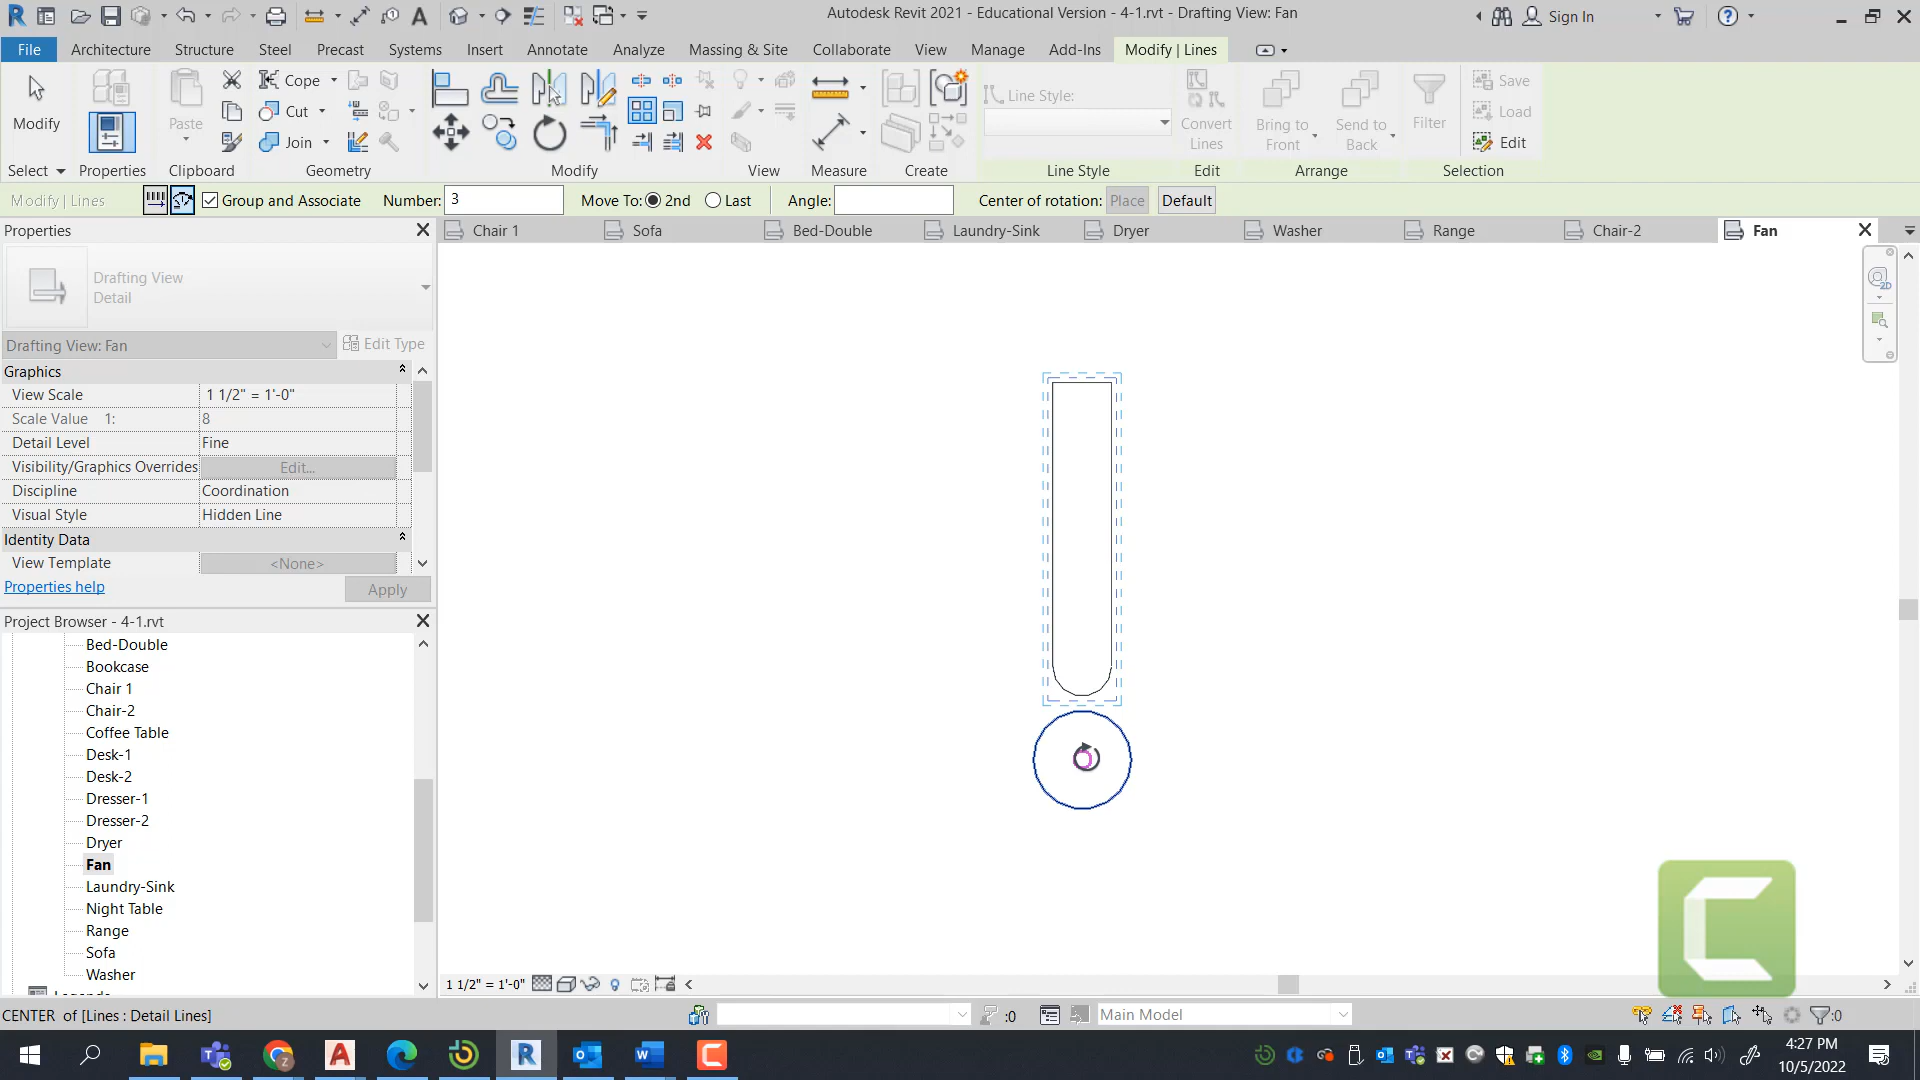 Autodesk Revit 2021 - Educational Version - 4-1.rvt - Drafting View: Fan
Sign In
File Architecture Structure Steel Precast Systems Insert Annotate Analyze Massing & Site Collaborate View Manage Add-Ins Modify | Lines
Modify
Paste
Cope
Cut
Join
Line Style:
Convert
Lines
Bring to
Front
Send to
Back
Filter
Save
Load
Edit
Select Properties Clipboard Geometry Modify View Measure Create Line Style Edit Arrange Selection
Modify | Lines Group and Associate Number: 3 Move To: 2nd Last Angle: Center of rotation: Place Default
Properties
Chair 1 Sofa Bed-Double Laundry-Sink Dryer Washer Range Chair-2 Fan
Drafting View
Detail
Drafting View: Fan Edit Type
Graphics
View Scale 1 1/2" = 1'-0"
Scale Value 1: 8
Detail Level Fine
Visibility/Graphics Overrides Edit...
Discipline Coordination
Visual Style Hidden Line
Identity Data
View Template <None>
Properties help Apply
Project Browser - 4-1.rvt
Bed-Double
Bookcase
Chair 1
Chair-2
Coffee Table
Desk-1
Desk-2
Dresser-1
Dresser-2
Dryer
Fan
Laundry-Sink
Night Table
Range
Sofa
Washer
2D
1 1/2" = 1'-0"
CENTER of [Lines : Detail Lines]
:0
Main Model
:0
4:27 PM
10/5/2022